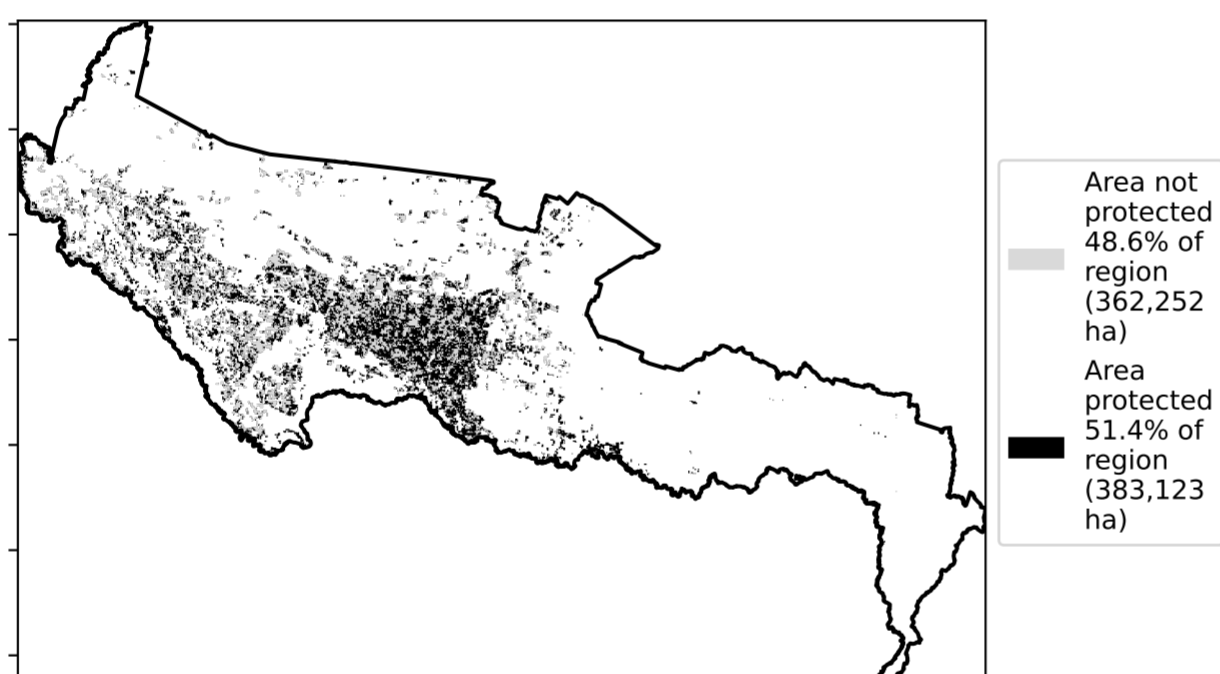 Area not
protected
48.6% of
region
(362,252
ha)
Area
protected
51.4% of
region
(383,123
ha)